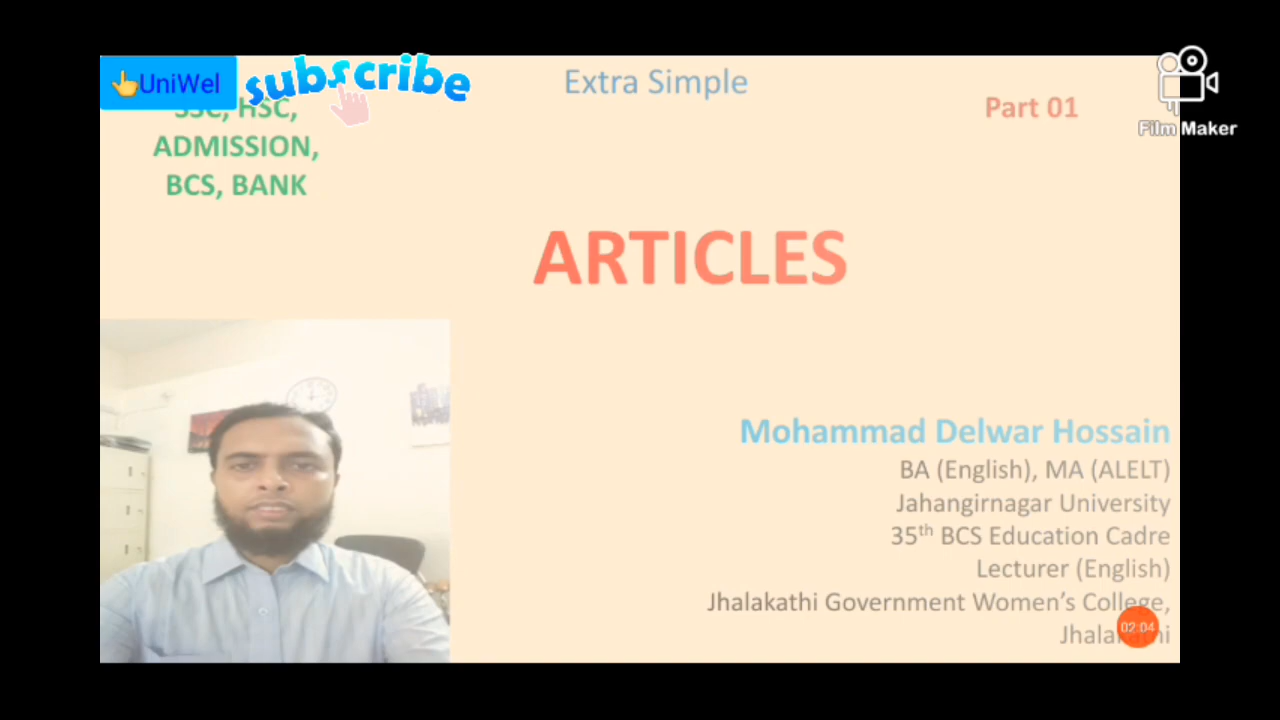 UniWel
subscribe
Extra Simple
Part 01
Film Maker
SSC, HSC,
ADMISSION,
BCS, BANK
ARTICLES
Mohammad Delwar Hossain
BA (English), MA (ALELT)
Jahangirnagar University
35th BCS Education Cadre
Lecturer (English)
Jhalakathi Government Women’s College,
02:04